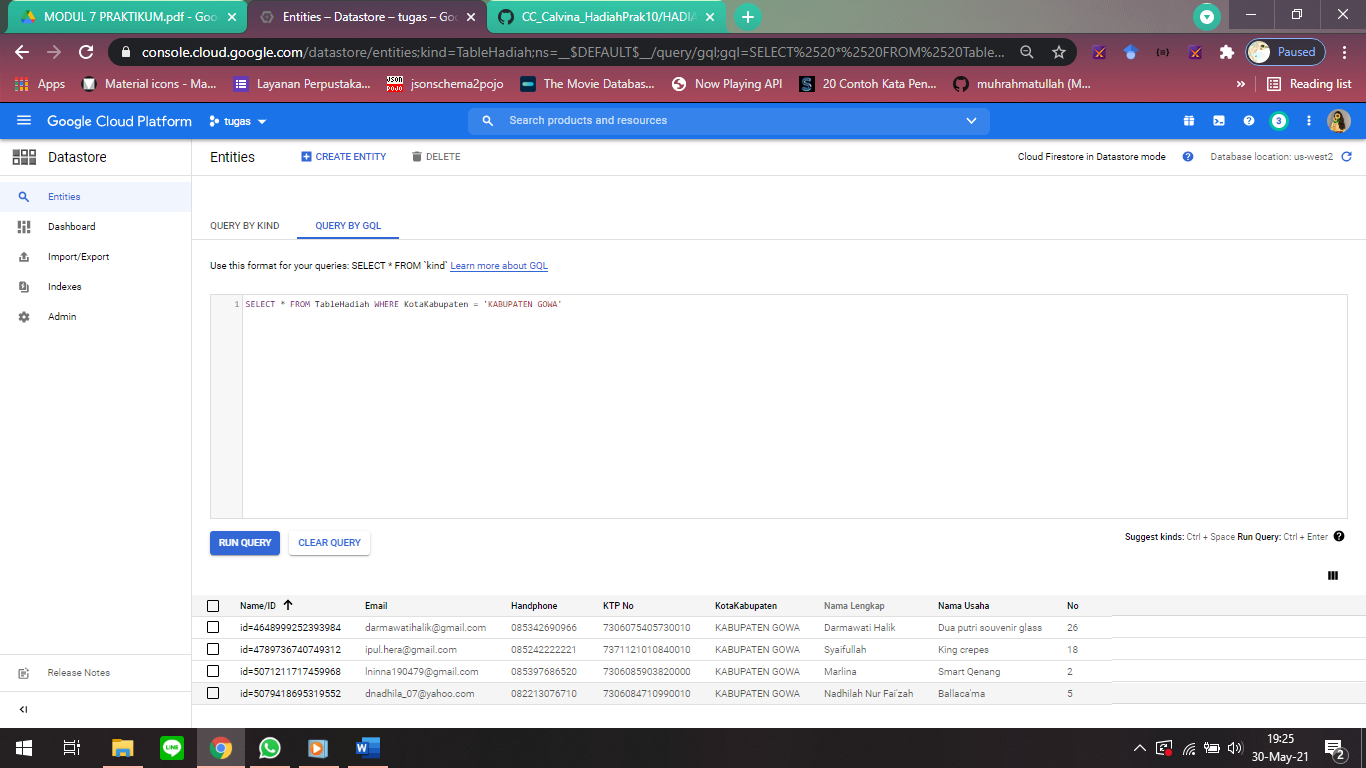 MODUL 7 PRAKTIKUM.pdf - Goo
Entities – Datastore – tugas – Goo
CC_Calvina_HadiahPrak10/HADIA
console.cloud.google.com/datastore/entities;kind=TableHadiah;ns=__$DEFAULT$__/query/gql;gql=SELECT%2520*%2520FROM%2520Table...
Paused
Apps
Material icons - Ma...
Layanan Perpustaka...
JSON POJO
jsonschema2pojo
The Movie Databas...
Now Playing API
20 Contoh Kata Pen...
muhrahmatullah (M...
»
Reading list
Google Cloud Platform
tugas
Search products and resources
3
Datastore
Entities
CREATE ENTITY
DELETE
Cloud Firestore in Datastore mode
Database location: us-west2
Entities
Dashboard
Import/Export
Indexes
Admin
Release Notes
QUERY BY KIND
QUERY BY GQL
Use this format for your queries: SELECT * FROM `kind` Learn more about GQL
1 SELECT * FROM TableHadiah WHERE KotaKabupaten = 'KABUPATEN GOWA'
RUN QUERY
CLEAR QUERY
Suggest kinds: Ctrl + Space Run Query: Ctrl + Enter
Name/ID Email Handphone KTP No KotaKabupaten Nama Lengkap Nama Usaha No
id=4648999252393984 darmawatihalik@gmail.com 085342690966 7306075405730010 KABUPATEN GOWA Darmawati Halik Dua putri souvenir glass 26
id=4789736740749312 ipul.hera@gmail.com 085242222221 7371121010840010 KABUPATEN GOWA Syaifullah King crepes 18
id=5071211717459968 lninna190479@gmail.com 085397686520 7306085903820000 KABUPATEN GOWA Marlina Smart Qenang 2
id=5079418695319552 dnadhila_07@yahoo.com 082213076710 7306084710990010 KABUPATEN GOWA Nadhilah Nur Fai'zah Ballaca'ma 5
LINE
19:25
30-May-21
2